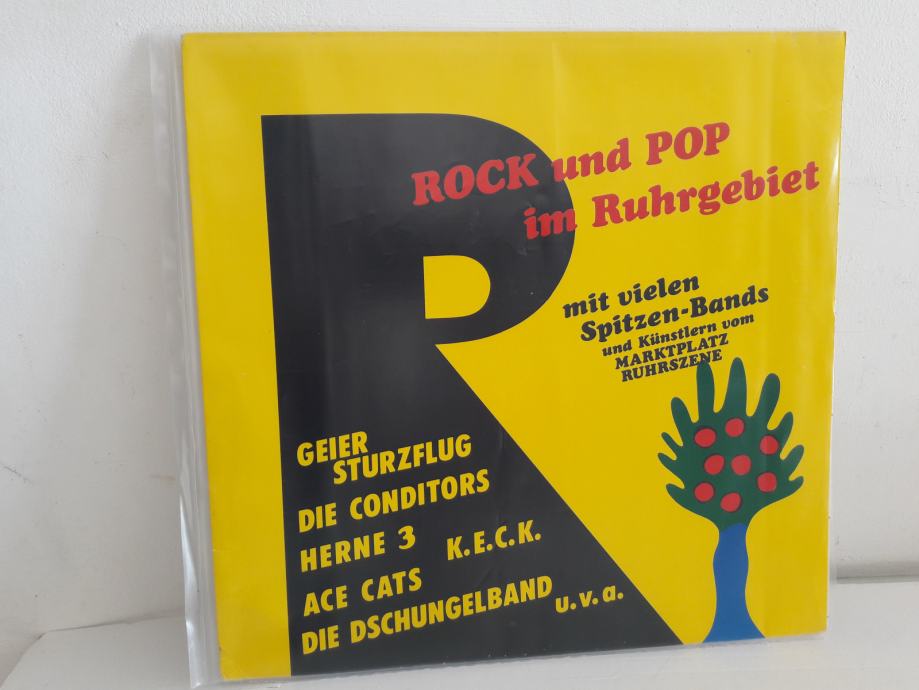 ROCK und POP
im Ruhrgebiet
mit vielen
Spitzen-Bands
und Künstlern vom
MARKTPLATZ
RUHRSZENE
GEIER
STURZFLUG
DIE CONDITORS
HERNE 3 K.E.C.K.
ACE CATS
DIE DSCHUNGELBAND u.v.a.